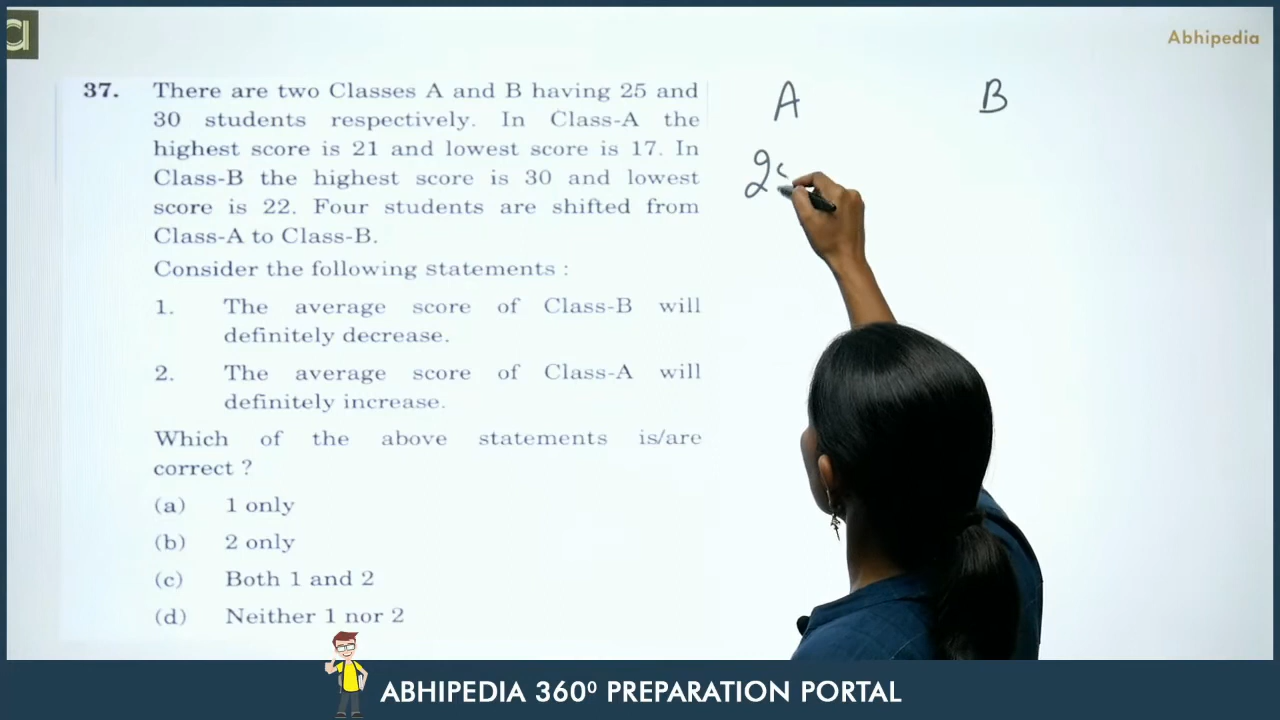 Abhipedia
37. There are two Classes A and B having 25 and
30 students respectively. In Class-A the
highest score is 21 and lowest score is 17. In
Class-B the highest score is 30 and lowest
score is 22. Four students are shifted from
Class-A to Class-B.
Consider the following statements :
1. The average score of Class-B will
definitely decrease.
2. The average score of Class-A will
definitely increase.
Which of the above statements is/are
correct ?
(a) 1 only
(b) 2 only
(c) Both 1 and 2
(d) Neither 1 nor 2
A B
ABHIPEDIA 360⁰ PREPARATION PORTAL